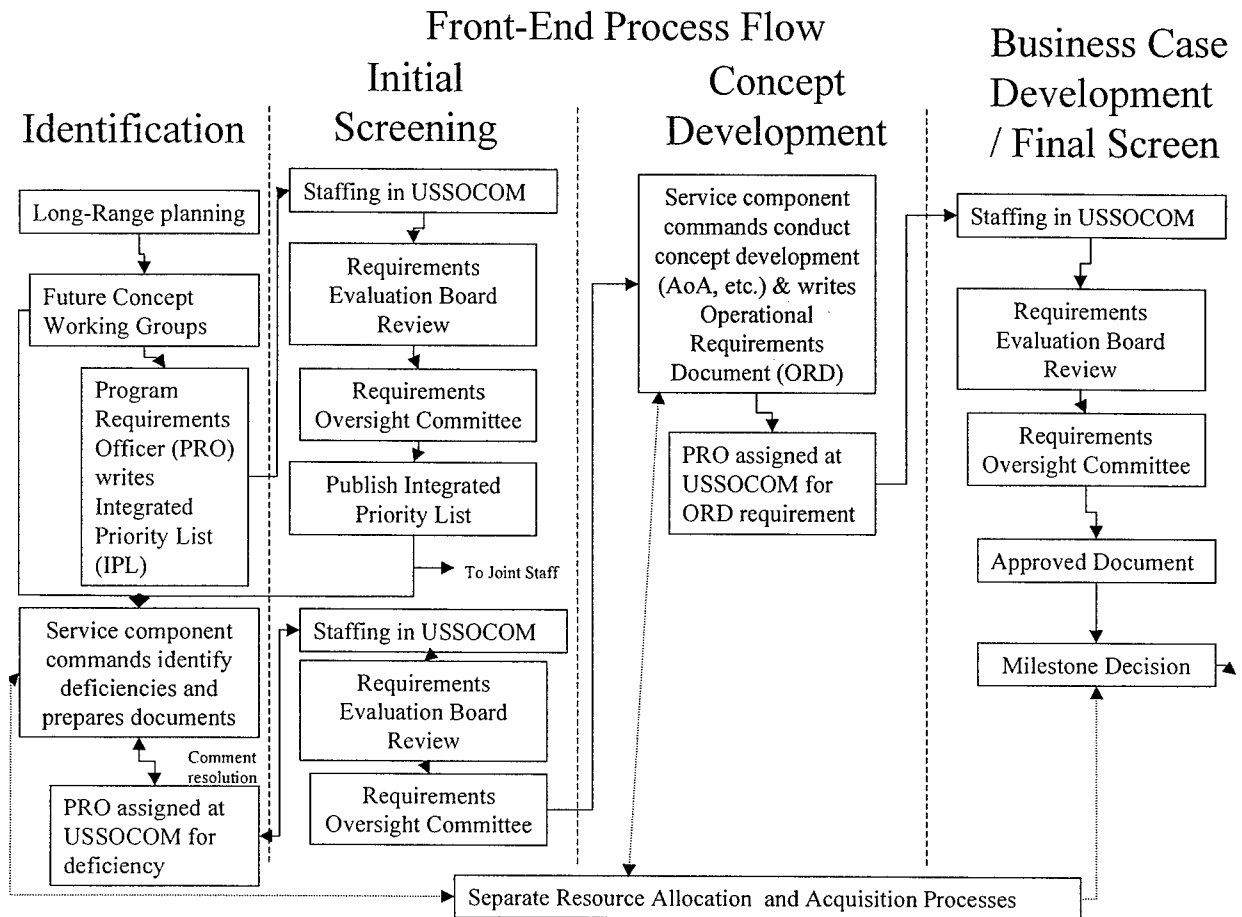 Front-End Process Flow
Identification
Initial
Screening
Concept
Development
Business Case
Development
/ Final Screen
Long-Range planning
Future Concept
Working Groups
Program
Requirements
Officer (PRO)
writes
Integrated
Priority List
(IPL)
Service component
commands identify
deficiencies and
prepares documents
Comment
resolution
PRO assigned at
USSOCOM for
deficiency
Staffing in USSOCOM
Requirements
Evaluation Board
Review
Requirements
Oversight Committee
Publish Integrated
Priority List
To Joint Staff
Staffing in USSOCOM
Requirements
Evaluation Board
Review
Requirements
Oversight Committee
Service component
commands conduct
concept development
(AoA, etc.) & writes
Operational
Requirements
Document (ORD)
PRO assigned at
USSOCOM for
ORD requirement
Staffing in USSOCOM
Requirements
Evaluation Board
Review
Requirements
Oversight Committee
Approved Document
Milestone Decision
Separate Resource Allocation and Acquisition Processes